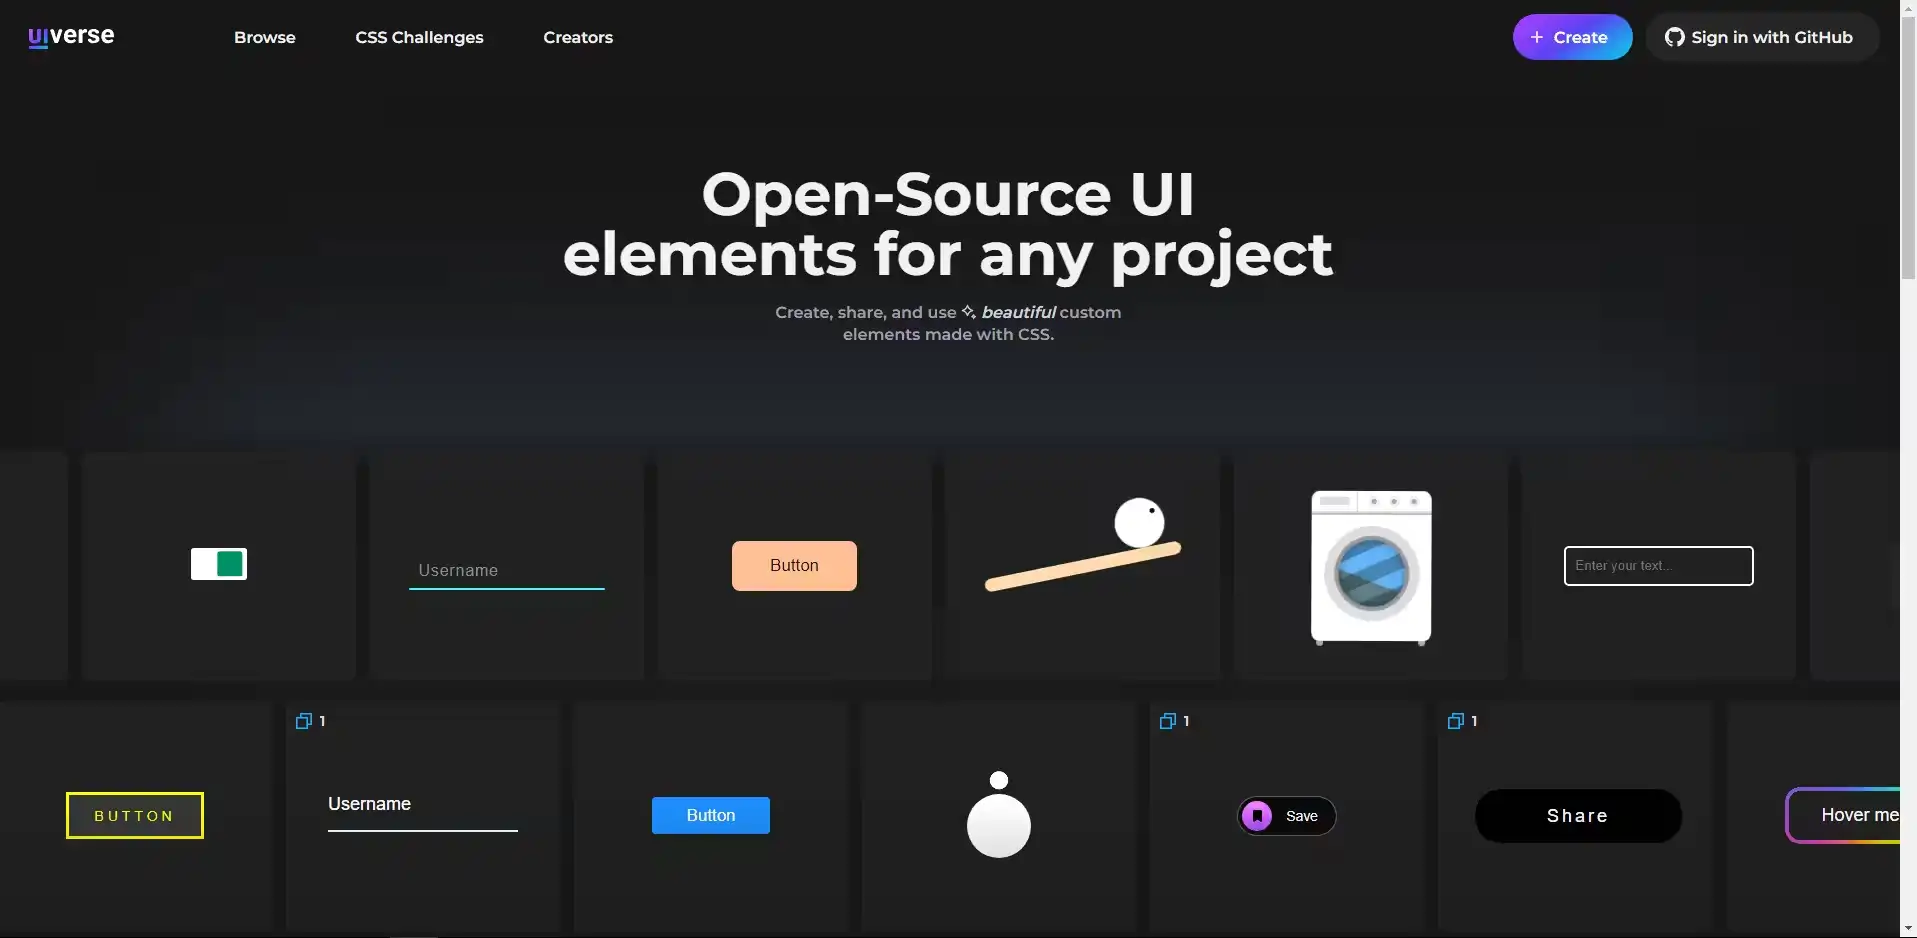 uiverse
Browse
CSS Challenges
Creators
+ Create
Sign in with GitHub
Open-Source UI
elements for any project
Create, share, and use beautiful custom
elements made with CSS.
Username
Button
Enter your text...
1
1
1
BUTTON
Username
Button
Save
Share
Hover me